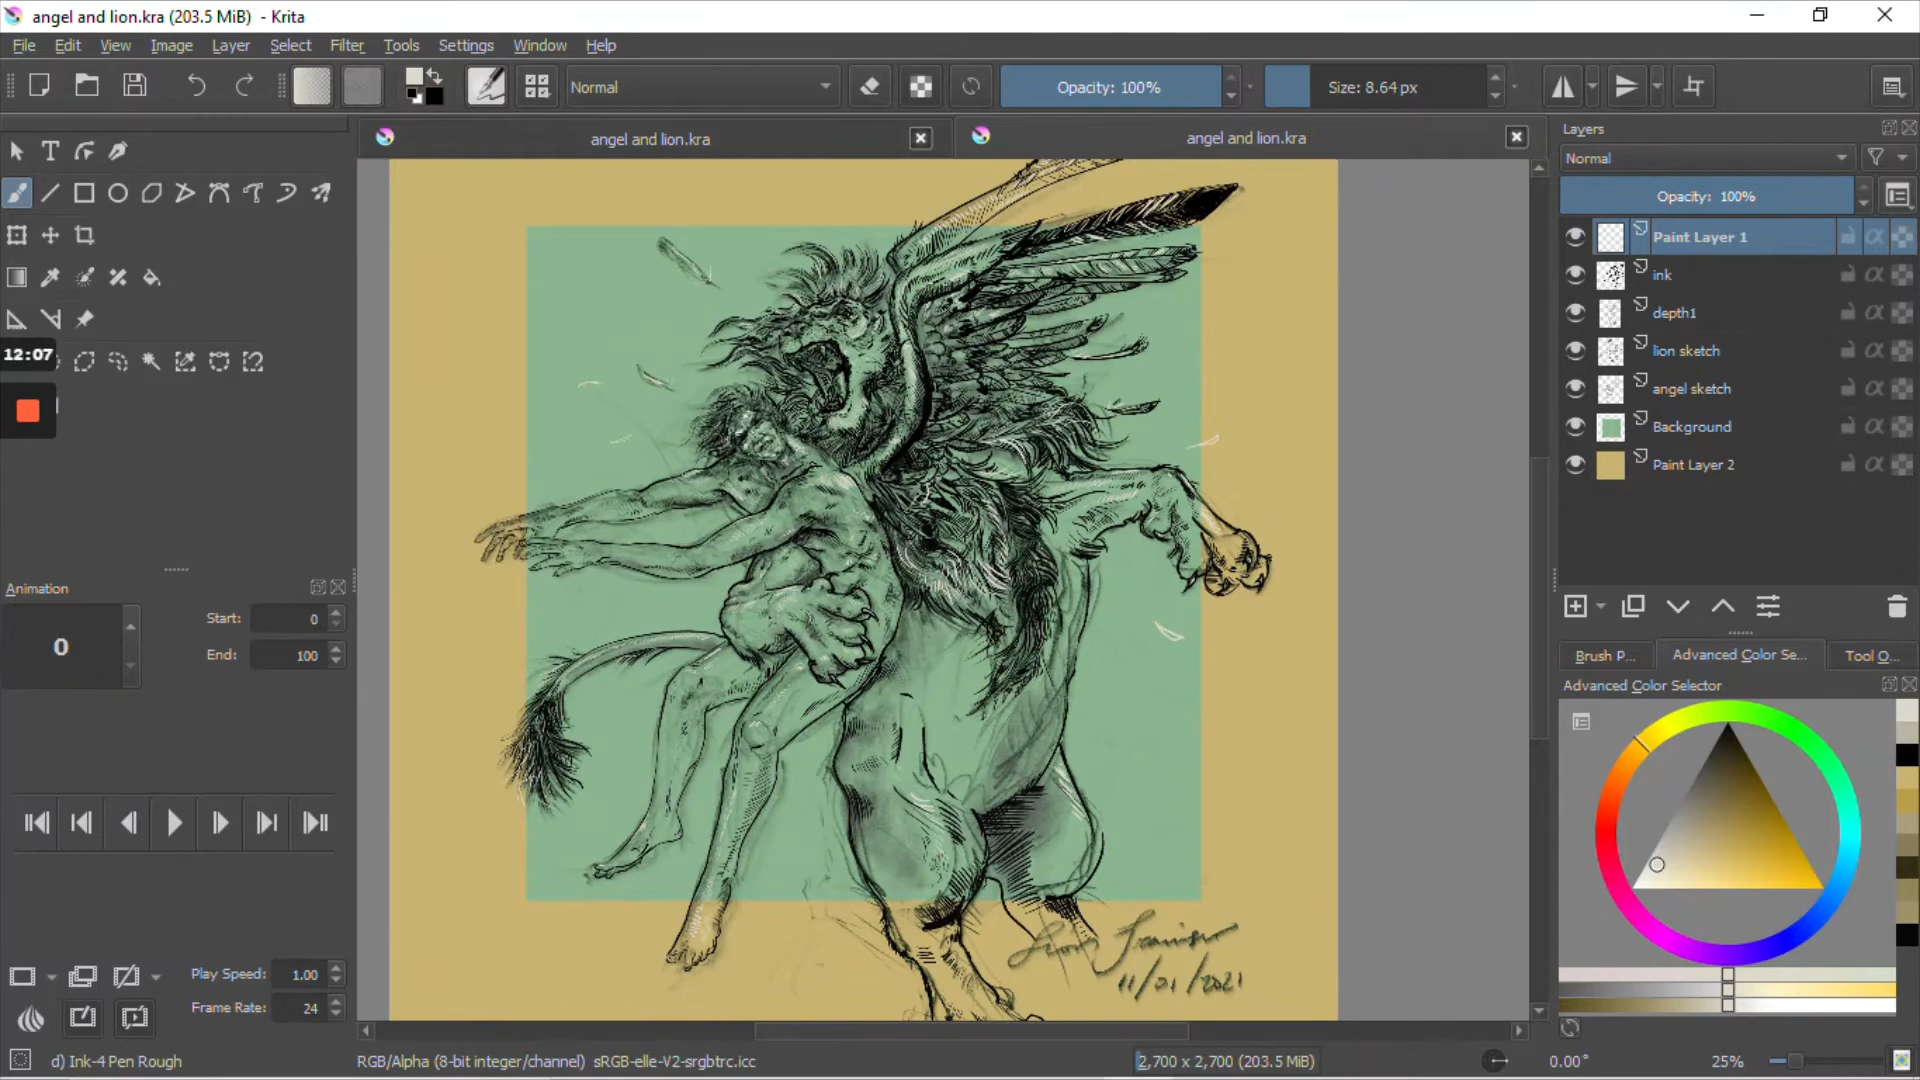 angel and lion.kra (203.5 MiB)  - Krita
File Edit View Image Layer Select Filter Tools Settings Window Help
Normal
Opacity: 100%
Size: 8.64 px
angel and lion.kra
angel and lion.kra
Layers
Normal
Opacity:  100%
Paint Layer 1
ink
depth1
lion sketch
angel sketch
Background
Paint Layer 2
12:07
Animation
0
Start: 0
End: 100
Play Speed: 1.00
Frame Rate: 24
Brush P...
Advanced Color Se...
Tool O...
Advanced Color Selector
11/01/2021
d) Ink-4 Pen Rough
RGB/Alpha (8-bit integer/channel)  sRGB-elle-V2-srgbtrc.icc
2,700 x 2,700 (203.5 MiB)
0.00°
25%